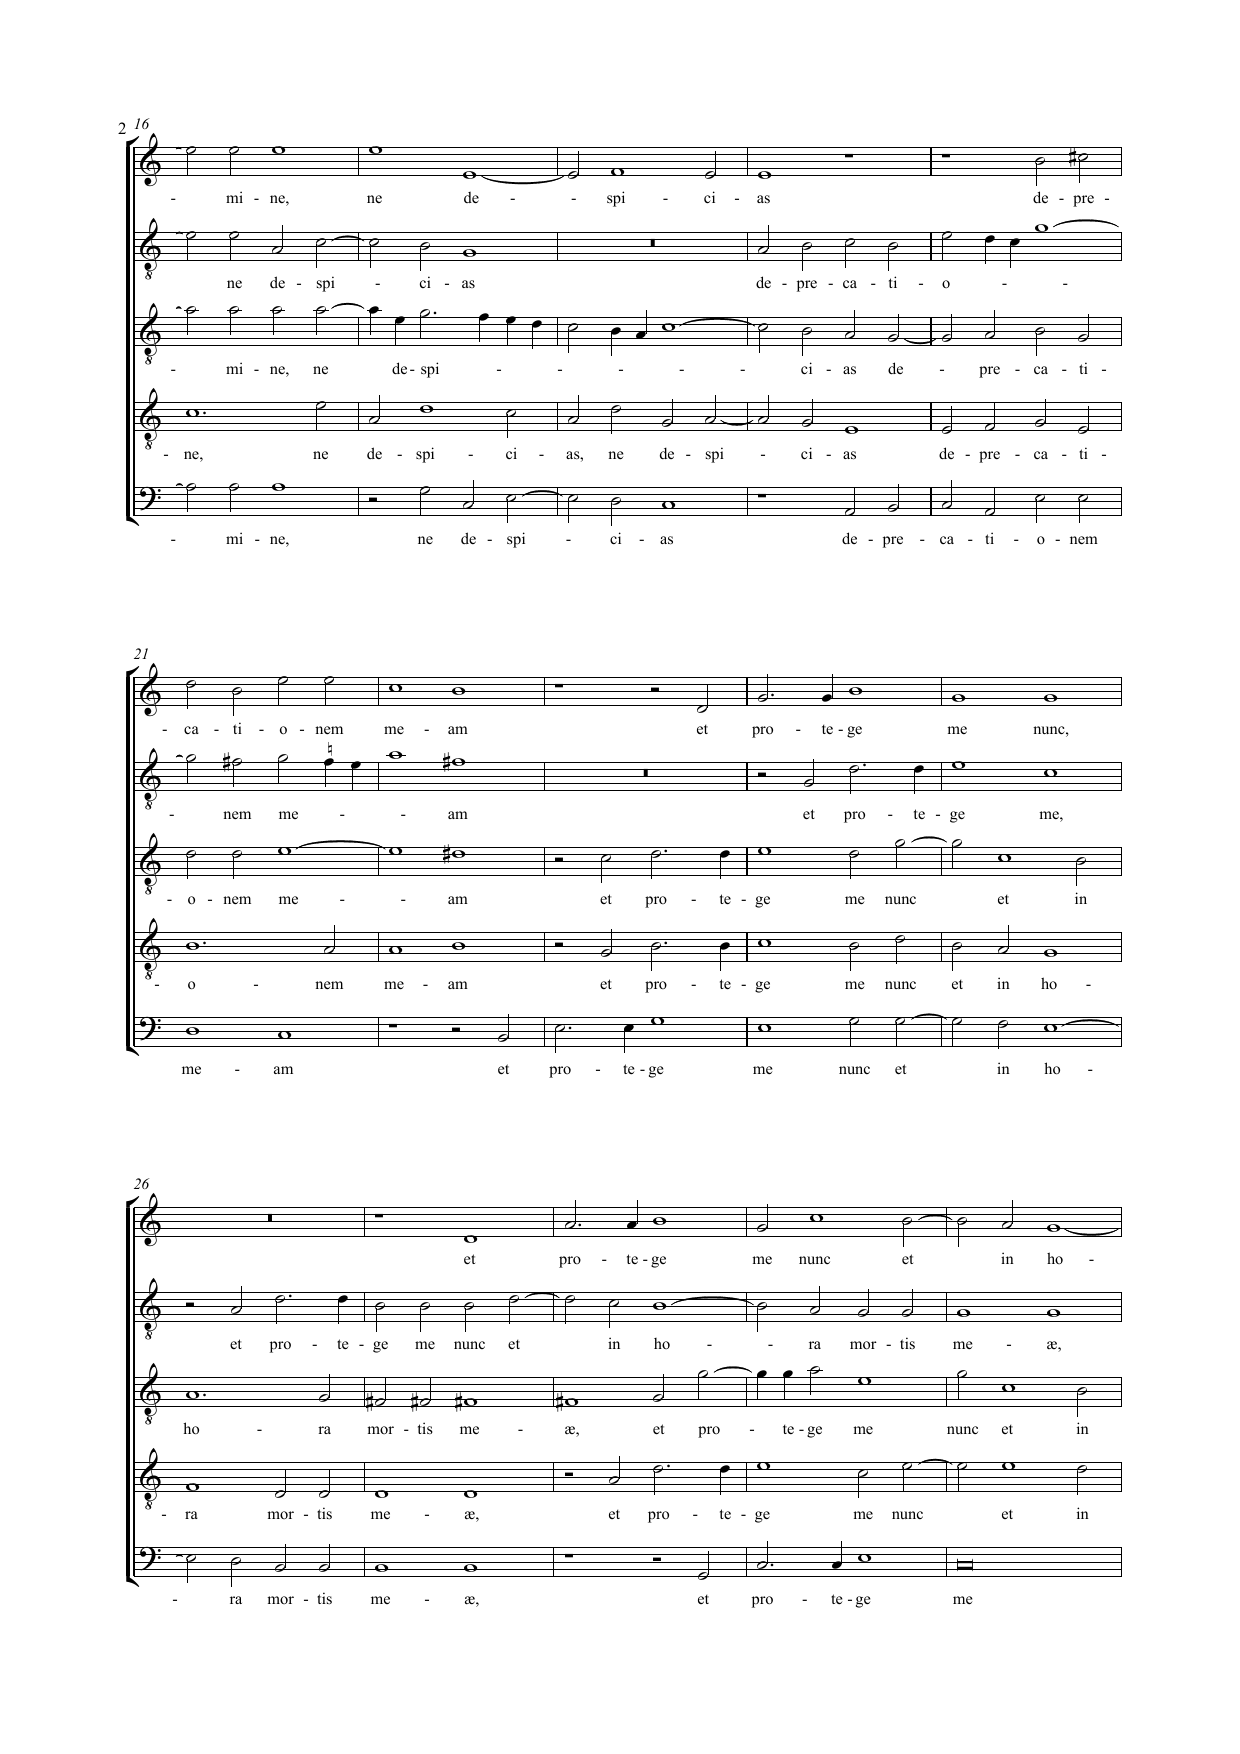 2 16
- mi - ne, ne de - - spi - ci - as de - pre -
ne de - spi - ci - as de - pre - ca - ti - o - -
- mi - ne, ne de - spi - - - - - ci - as de - pre - ca - ti -
- ne, ne de - spi - ci - as, ne de - spi - ci - as de - pre - ca - ti -
- mi - ne, ne de - spi - ci - as de - pre - ca - ti - o - nem
21
- ca - ti - o - nem me - am et pro - te - ge me nunc,
- nem me - - am et pro - te - ge me,
- o - nem me - - am et pro - te - ge me nunc et in
- o - nem me - am et pro - te - ge me nunc et in ho -
me - am et pro - te - ge me nunc et in ho -
26
et pro - te - ge me nunc et in ho -
et pro - te - ge me nunc et in ho - - ra mor - tis me - æ,
ho - ra mor - tis me - æ, et pro - te - ge me nunc et in
- ra mor - tis me - æ, et pro - te - ge me nunc et in
- ra mor - tis me - æ, et pro - te - ge me